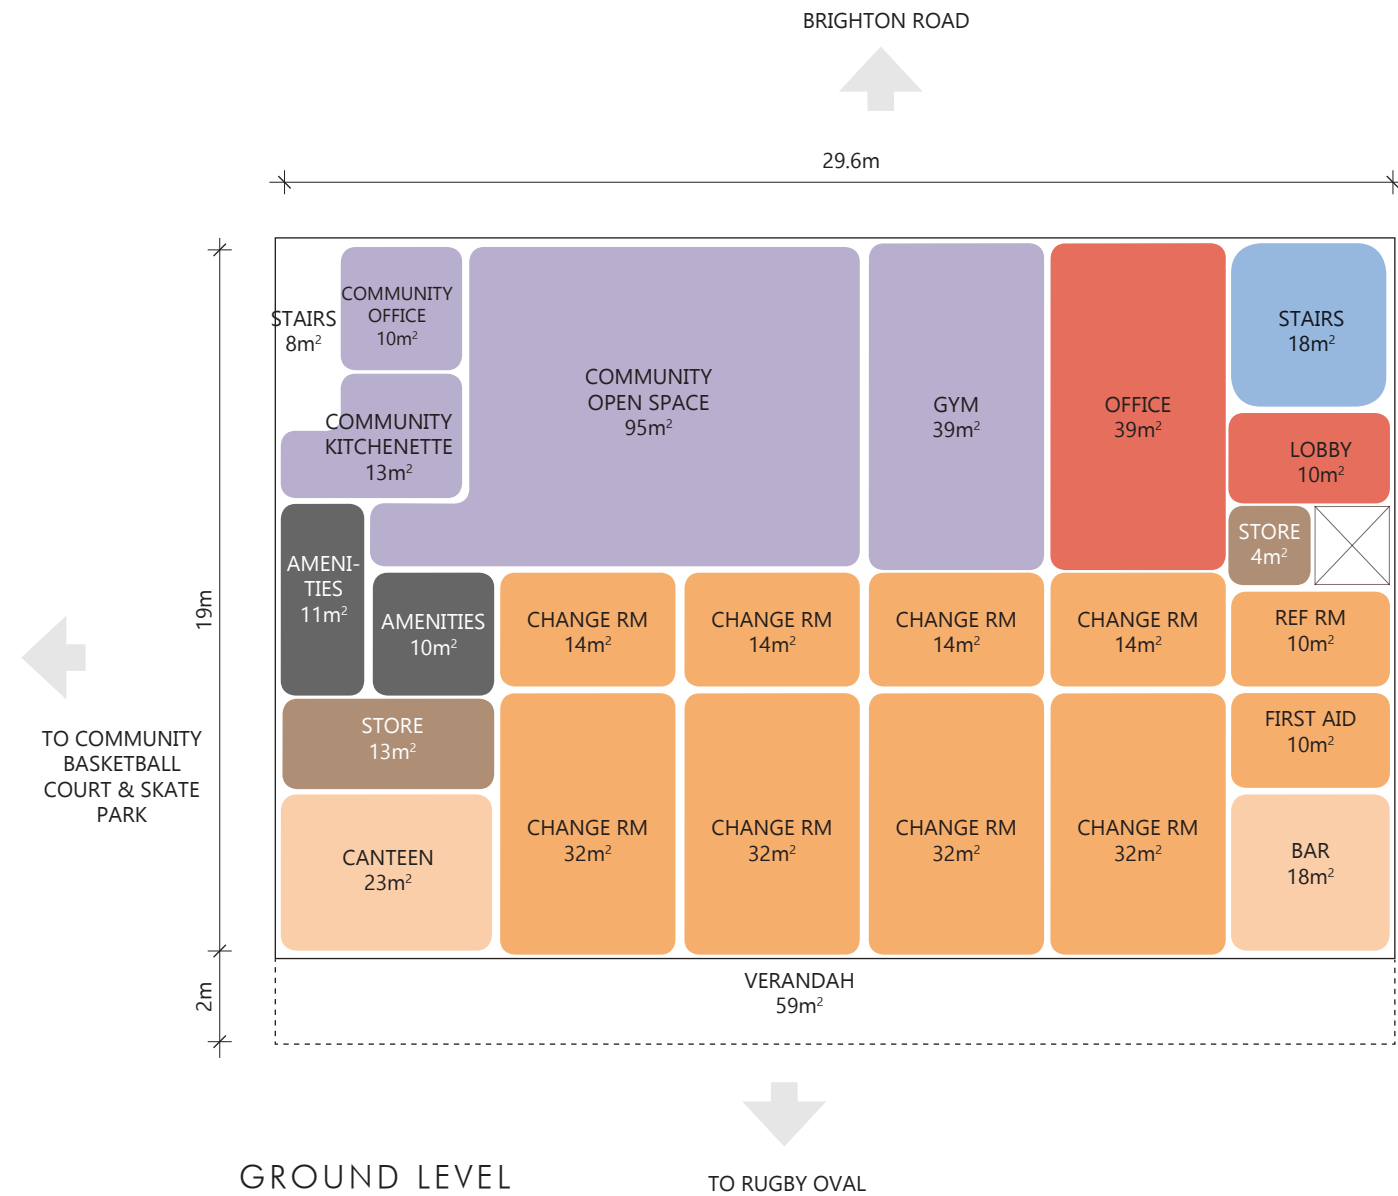 BRIGHTON ROAD
29.6m
STAIRS
8m²
COMMUNITY
OFFICE
10m²
COMMUNITY
OPEN SPACE
95m²
GYM
39m²
OFFICE
39m²
STAIRS
18m²
COMMUNITY
KITCHENETTE
13m²
LOBBY
10m²
STORE
4m²
AMENI-
TIES
11m²
AMENITIES
10m²
CHANGE RM
14m²
CHANGE RM
14m²
CHANGE RM
14m²
CHANGE RM
14m²
REF RM
10m²
19m
TO COMMUNITY
BASKETBALL
COURT & SKATE
PARK
STORE
13m²
FIRST AID
10m²
CANTEEN
23m²
CHANGE RM
32m²
CHANGE RM
32m²
CHANGE RM
32m²
CHANGE RM
32m²
BAR
18m²
2m
VERANDAH
59m²
GROUND LEVEL
TO RUGBY OVAL